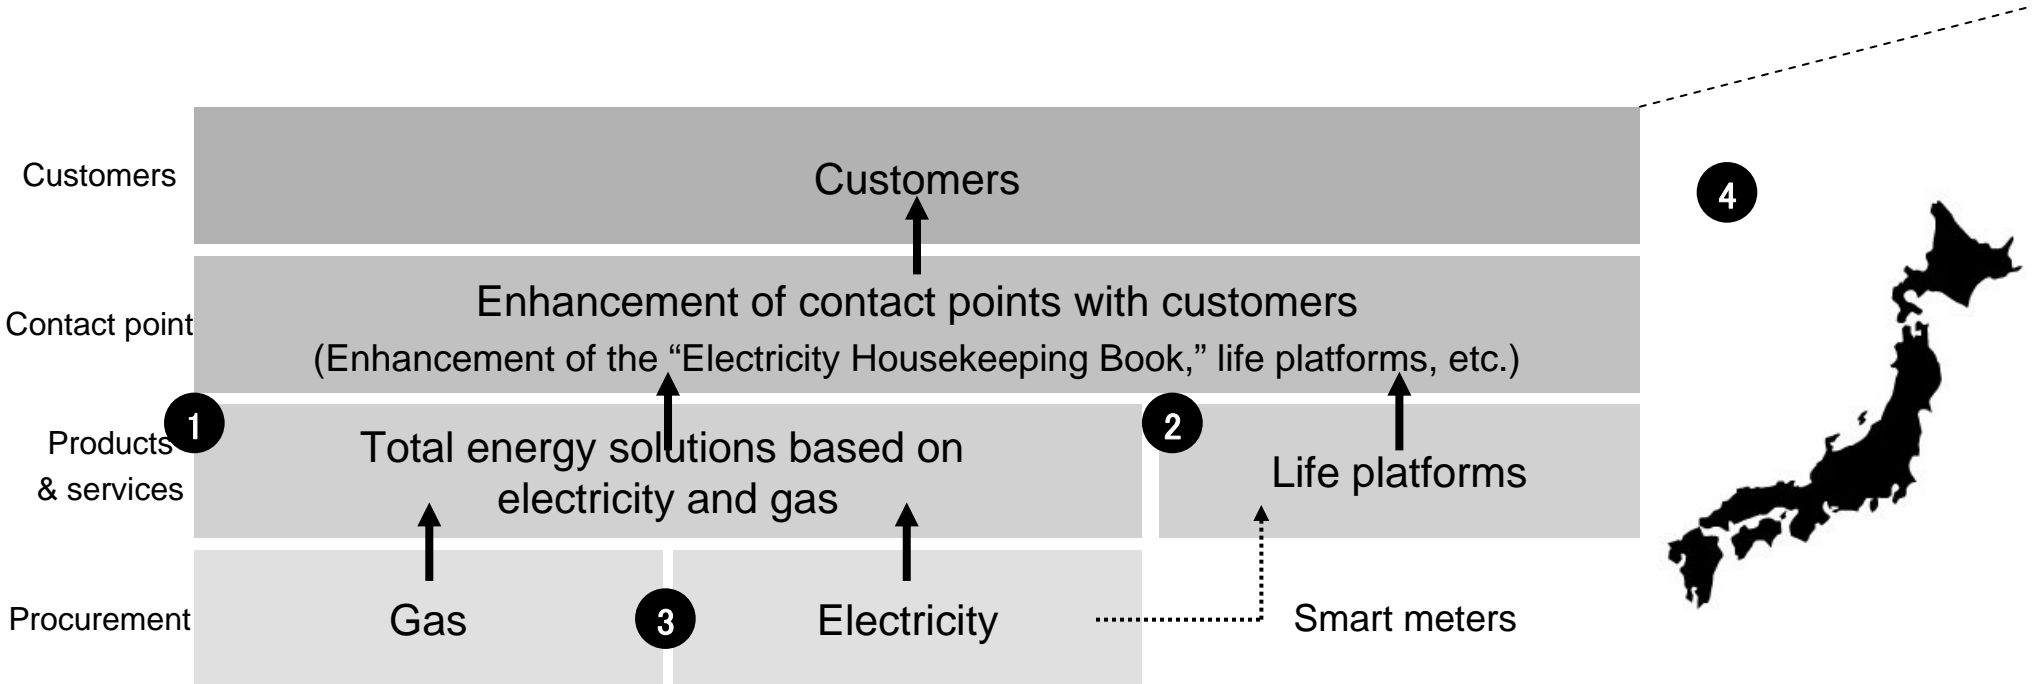 Customers
Customers
4
Contact point
Enhancement of contact points with customers
(Enhancement of the “Electricity Housekeeping Book,” life platforms, etc.)
1
2
Products
& services
Total energy solutions based on
electricity and gas
Life platforms
Procurement
Gas
3
Electricity
Smart meters